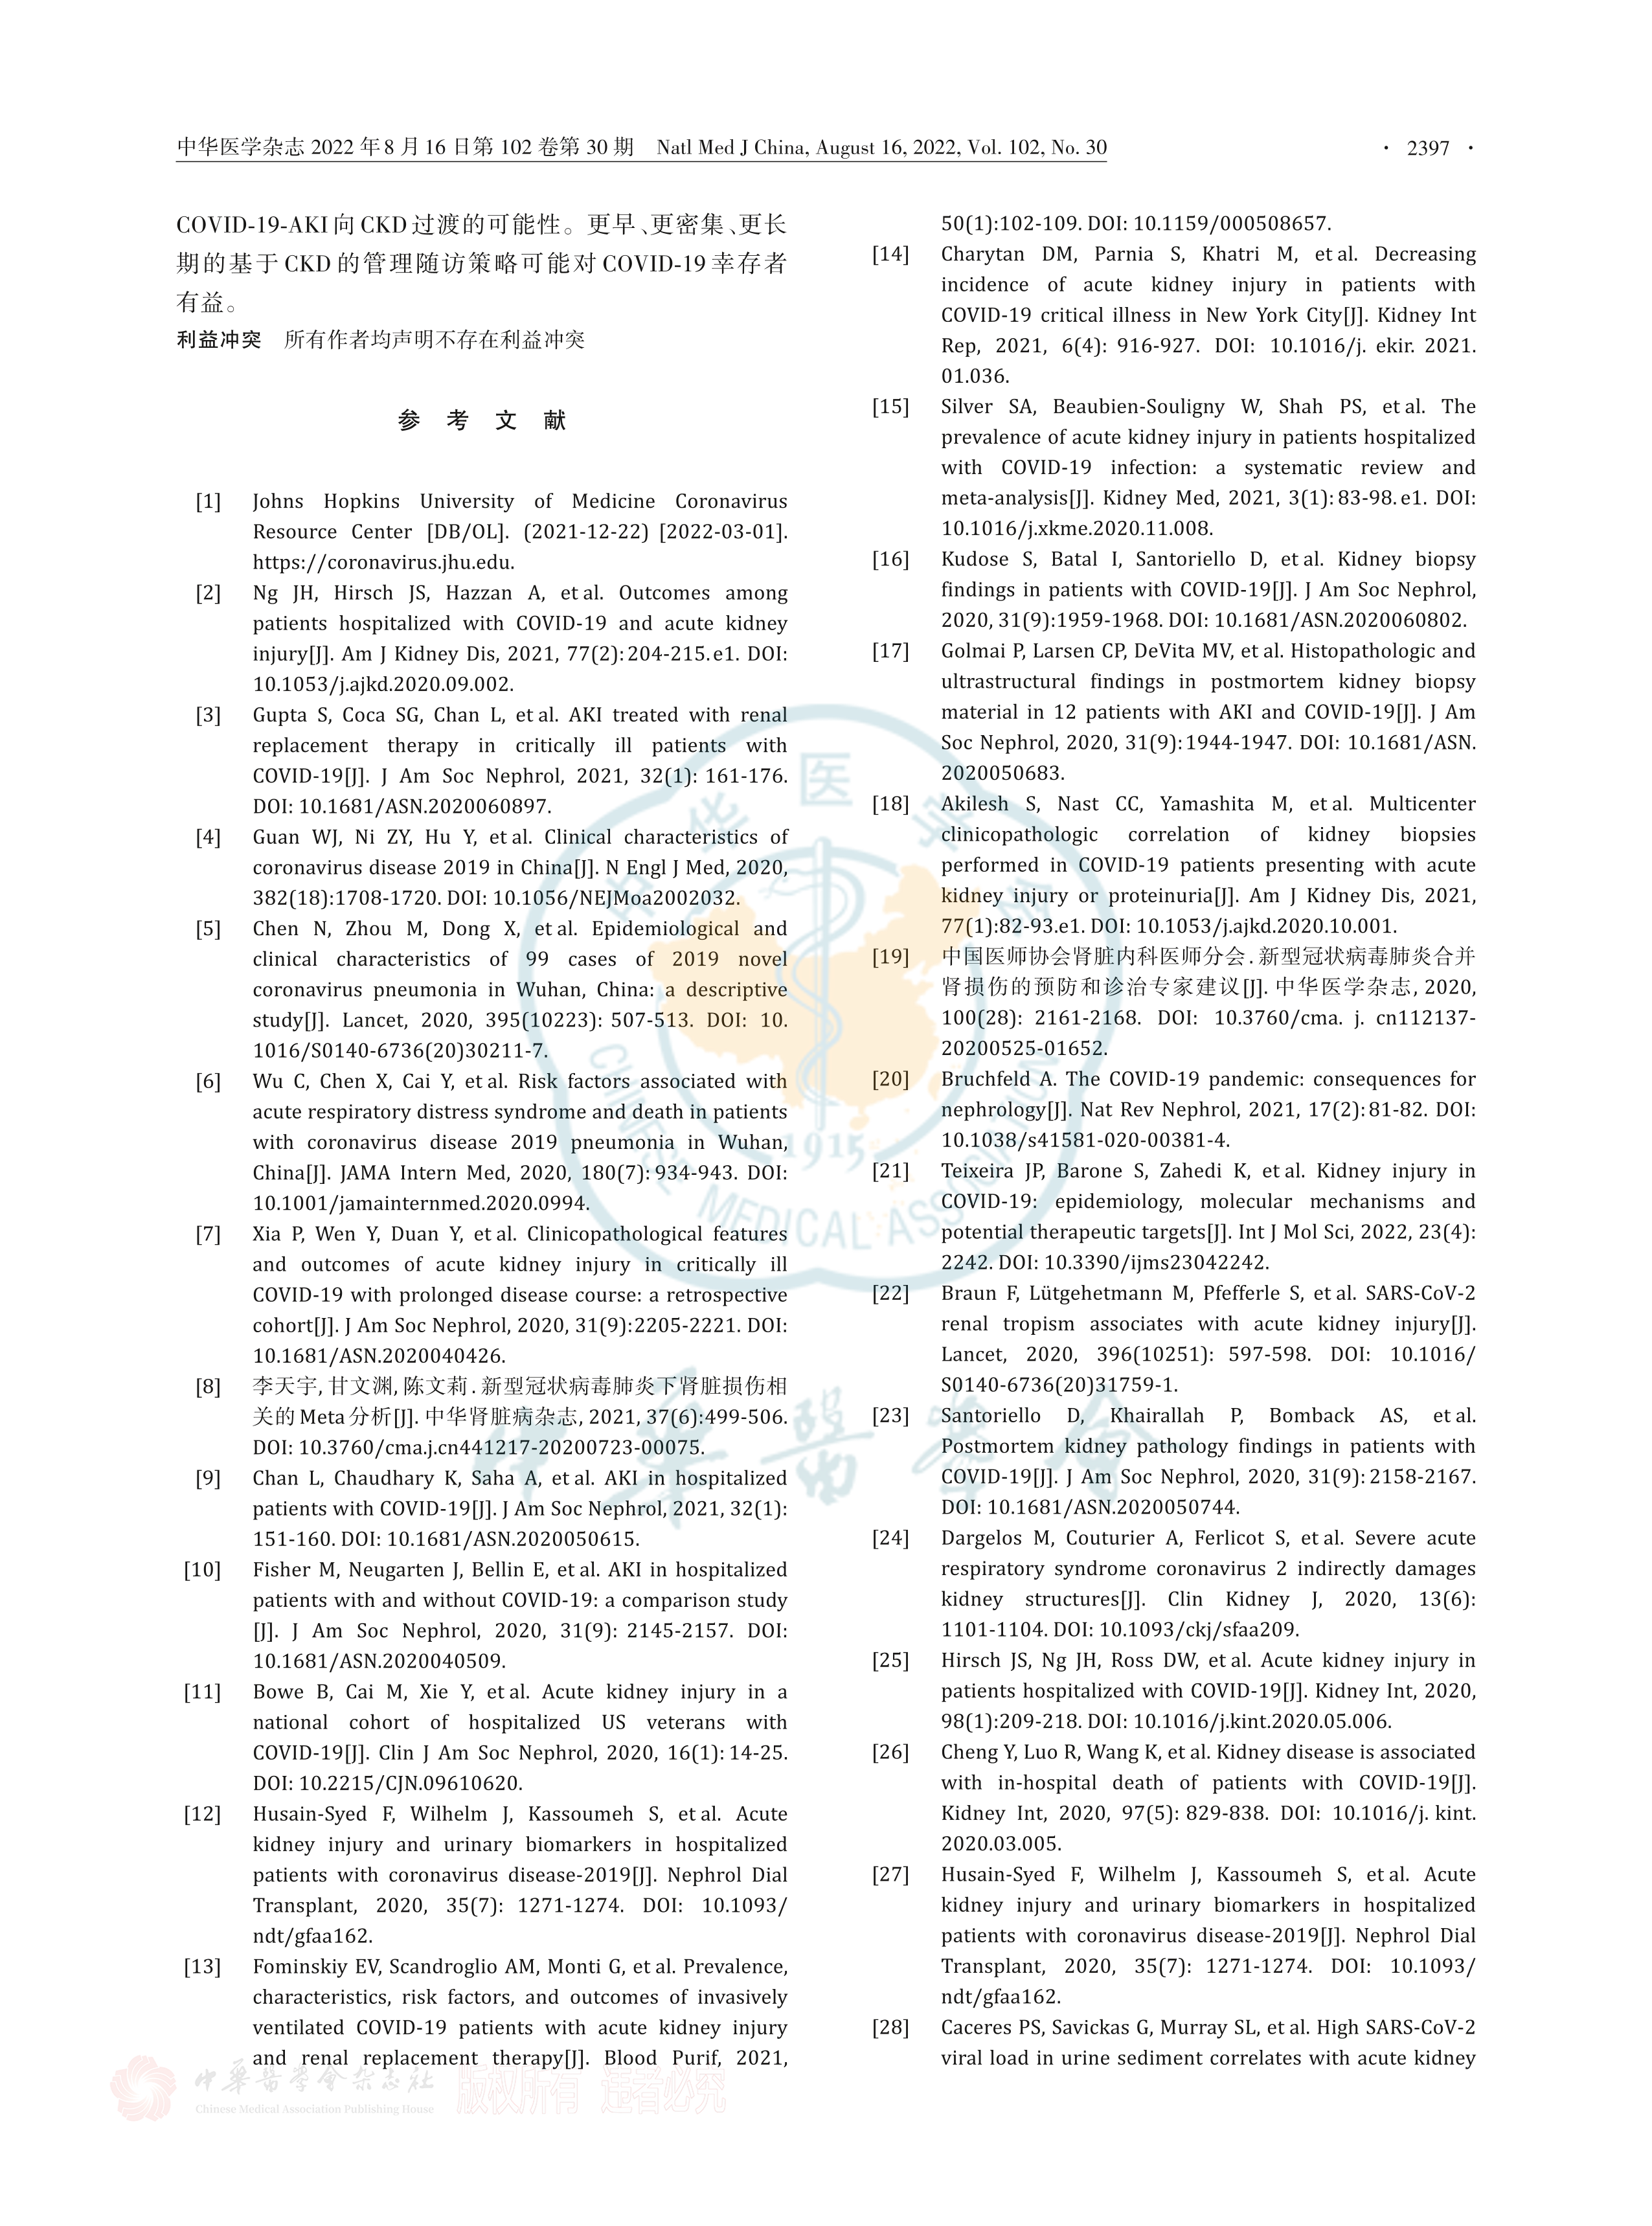 中华医学杂志 2022 年 8 月 16 日第 102 卷第 30 期 Natl Med J China, August 16, 2022, Vol. 102, No. 30
· 2397 ·
COVID-19-AKI 向 CKD 过渡的可能性。更早、更密集、更长
期的基于 CKD 的管理随访策略可能对 COVID-19 幸存者
有益。
利益冲突 所有作者均声明不存在利益冲突
参 考 文 献
[1] Johns Hopkins University of Medicine Coronavirus
Resource Center [DB/OL]. (2021-12-22) [2022-03-01].
https://coronavirus.jhu.edu.
[2] Ng JH, Hirsch JS, Hazzan A, et al. Outcomes among
patients hospitalized with COVID-19 and acute kidney
injury[J]. Am J Kidney Dis, 2021, 77(2):204-215.e1. DOI:
10.1053/j.ajkd.2020.09.002.
[3] Gupta S, Coca SG, Chan L, et al. AKI treated with renal
replacement therapy in critically ill patients with
COVID-19[J]. J Am Soc Nephrol, 2021, 32(1): 161-176.
DOI: 10.1681/ASN.2020060897.
[4] Guan WJ, Ni ZY, Hu Y, et al. Clinical characteristics of
coronavirus disease 2019 in China[J]. N Engl J Med, 2020,
382(18):1708-1720. DOI: 10.1056/NEJMoa2002032.
[5] Chen N, Zhou M, Dong X, et al. Epidemiological and
clinical characteristics of 99 cases of 2019 novel
coronavirus pneumonia in Wuhan, China: a descriptive
study[J]. Lancet, 2020, 395(10223): 507-513. DOI: 10.
1016/S0140-6736(20)30211-7.
[6] Wu C, Chen X, Cai Y, et al. Risk factors associated with
acute respiratory distress syndrome and death in patients
with coronavirus disease 2019 pneumonia in Wuhan,
China[J]. JAMA Intern Med, 2020, 180(7): 934-943. DOI:
10.1001/jamainternmed.2020.0994.
[7] Xia P, Wen Y, Duan Y, et al. Clinicopathological features
and outcomes of acute kidney injury in critically ill
COVID-19 with prolonged disease course: a retrospective
cohort[J]. J Am Soc Nephrol, 2020, 31(9):2205-2221. DOI:
10.1681/ASN.2020040426.
[8] 李天宇, 甘文渊, 陈文莉. 新型冠状病毒肺炎下肾脏损伤相
关的 Meta 分析[J]. 中华肾脏病杂志, 2021, 37(6):499-506.
DOI: 10.3760/cma.j.cn441217-20200723-00075.
[9] Chan L, Chaudhary K, Saha A, et al. AKI in hospitalized
patients with COVID-19[J]. J Am Soc Nephrol, 2021, 32(1):
151-160. DOI: 10.1681/ASN.2020050615.
[10] Fisher M, Neugarten J, Bellin E, et al. AKI in hospitalized
patients with and without COVID-19: a comparison study
[J]. J Am Soc Nephrol, 2020, 31(9): 2145-2157. DOI:
10.1681/ASN.2020040509.
[11] Bowe B, Cai M, Xie Y, et al. Acute kidney injury in a
national cohort of hospitalized US veterans with
COVID-19[J]. Clin J Am Soc Nephrol, 2020, 16(1): 14-25.
DOI: 10.2215/CJN.09610620.
[12] Husain-Syed F, Wilhelm J, Kassoumeh S, et al. Acute
kidney injury and urinary biomarkers in hospitalized
patients with coronavirus disease-2019[J]. Nephrol Dial
Transplant, 2020, 35(7): 1271-1274. DOI: 10.1093/
ndt/gfaa162.
[13] Fominskiy EV, Scandroglio AM, Monti G, et al. Prevalence,
characteristics, risk factors, and outcomes of invasively
ventilated COVID-19 patients with acute kidney injury
and renal replacement therapy[J]. Blood Purif, 2021,
50(1):102-109. DOI: 10.1159/000508657.
[14] Charytan DM, Parnia S, Khatri M, et al. Decreasing
incidence of acute kidney injury in patients with
COVID-19 critical illness in New York City[J]. Kidney Int
Rep, 2021, 6(4): 916-927. DOI: 10.1016/j. ekir. 2021.
01.036.
[15] Silver SA, Beaubien-Souligny W, Shah PS, et al. The
prevalence of acute kidney injury in patients hospitalized
with COVID-19 infection: a systematic review and
meta-analysis[J]. Kidney Med, 2021, 3(1): 83-98. e1. DOI:
10.1016/j.xkme.2020.11.008.
[16] Kudose S, Batal I, Santoriello D, et al. Kidney biopsy
findings in patients with COVID-19[J]. J Am Soc Nephrol,
2020, 31(9):1959-1968. DOI: 10.1681/ASN.2020060802.
[17] Golmai P, Larsen CP, DeVita MV, et al. Histopathologic and
ultrastructural findings in postmortem kidney biopsy
material in 12 patients with AKI and COVID-19[J]. J Am
Soc Nephrol, 2020, 31(9): 1944-1947. DOI: 10.1681/ASN.
2020050683.
[18] Akilesh S, Nast CC, Yamashita M, et al. Multicenter
clinicopathologic correlation of kidney biopsies
performed in COVID-19 patients presenting with acute
kidney injury or proteinuria[J]. Am J Kidney Dis, 2021,
77(1):82-93.e1. DOI: 10.1053/j.ajkd.2020.10.001.
[19] 中国医师协会肾脏内科医师分会. 新型冠状病毒肺炎合并
肾损伤的预防和诊治专家建议[J]. 中华医学杂志, 2020,
100(28): 2161-2168. DOI: 10.3760/cma. j. cn112137-
20200525-01652.
[20] Bruchfeld A. The COVID-19 pandemic: consequences for
nephrology[J]. Nat Rev Nephrol, 2021, 17(2): 81-82. DOI:
10.1038/s41581-020-00381-4.
[21] Teixeira JP, Barone S, Zahedi K, et al. Kidney injury in
COVID-19: epidemiology, molecular mechanisms and
potential therapeutic targets[J]. Int J Mol Sci, 2022, 23(4):
2242. DOI: 10.3390/ijms23042242.
[22] Braun F, Lütgehetmann M, Pfefferle S, et al. SARS-CoV-2
renal tropism associates with acute kidney injury[J].
Lancet, 2020, 396(10251): 597-598. DOI: 10.1016/
S0140-6736(20)31759-1.
[23] Santoriello D, Khairallah P, Bomback AS, et al.
Postmortem kidney pathology findings in patients with
COVID-19[J]. J Am Soc Nephrol, 2020, 31(9): 2158-2167.
DOI: 10.1681/ASN.2020050744.
[24] Dargelos M, Couturier A, Ferlicot S, et al. Severe acute
respiratory syndrome coronavirus 2 indirectly damages
kidney structures[J]. Clin Kidney J, 2020, 13(6):
1101-1104. DOI: 10.1093/ckj/sfaa209.
[25] Hirsch JS, Ng JH, Ross DW, et al. Acute kidney injury in
patients hospitalized with COVID-19[J]. Kidney Int, 2020,
98(1):209-218. DOI: 10.1016/j.kint.2020.05.006.
[26] Cheng Y, Luo R, Wang K, et al. Kidney disease is associated
with in-hospital death of patients with COVID-19[J].
Kidney Int, 2020, 97(5): 829-838. DOI: 10.1016/j. kint.
2020.03.005.
[27] Husain-Syed F, Wilhelm J, Kassoumeh S, et al. Acute
kidney injury and urinary biomarkers in hospitalized
patients with coronavirus disease-2019[J]. Nephrol Dial
Transplant, 2020, 35(7): 1271-1274. DOI: 10.1093/
ndt/gfaa162.
[28] Caceres PS, Savickas G, Murray SL, et al. High SARS-CoV-2
viral load in urine sediment correlates with acute kidney
中华医学会
1915
CHINESE MEDICAL ASSOCIATION
中華醫學會
中華醫學會杂志社
Chinese Medical Association Publishing House
版权所有 违者必究